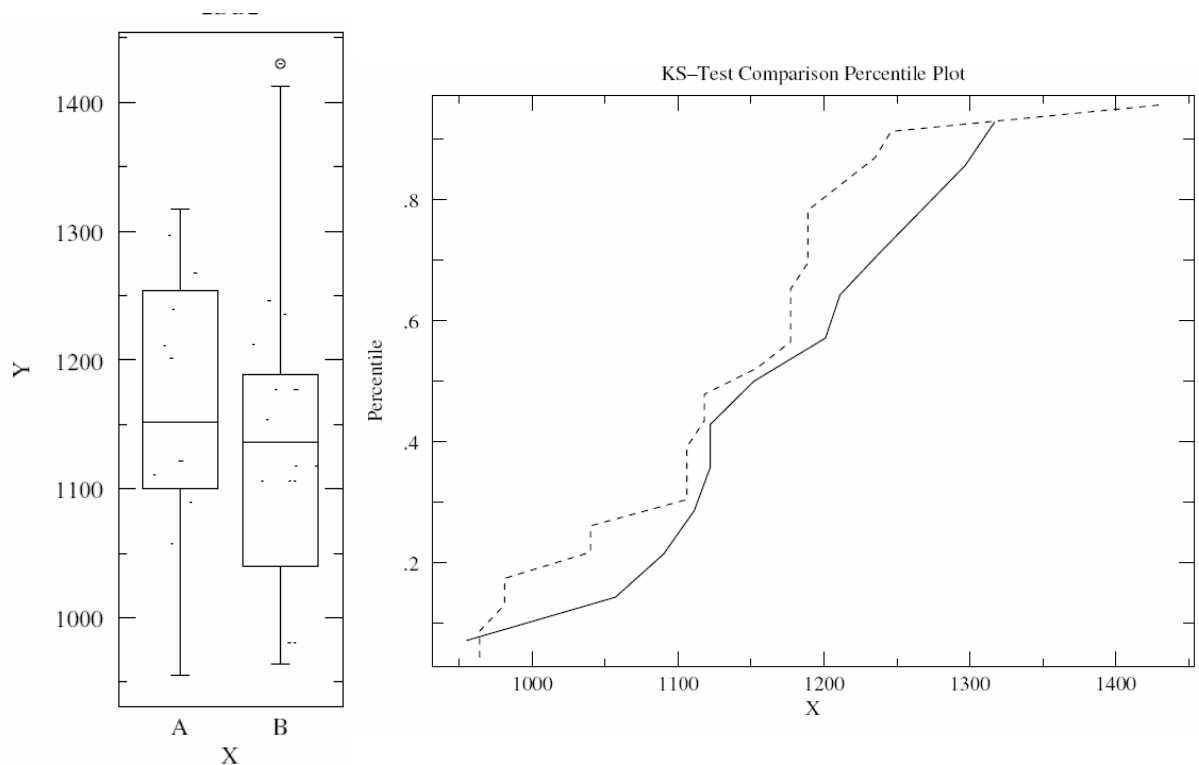 1400
1300
1200
1100
1000
Y
A B
X
KS–Test Comparison Percentile Plot
.8
.6
.4
.2
Percentile
1000 1100 1200 1300 1400
X